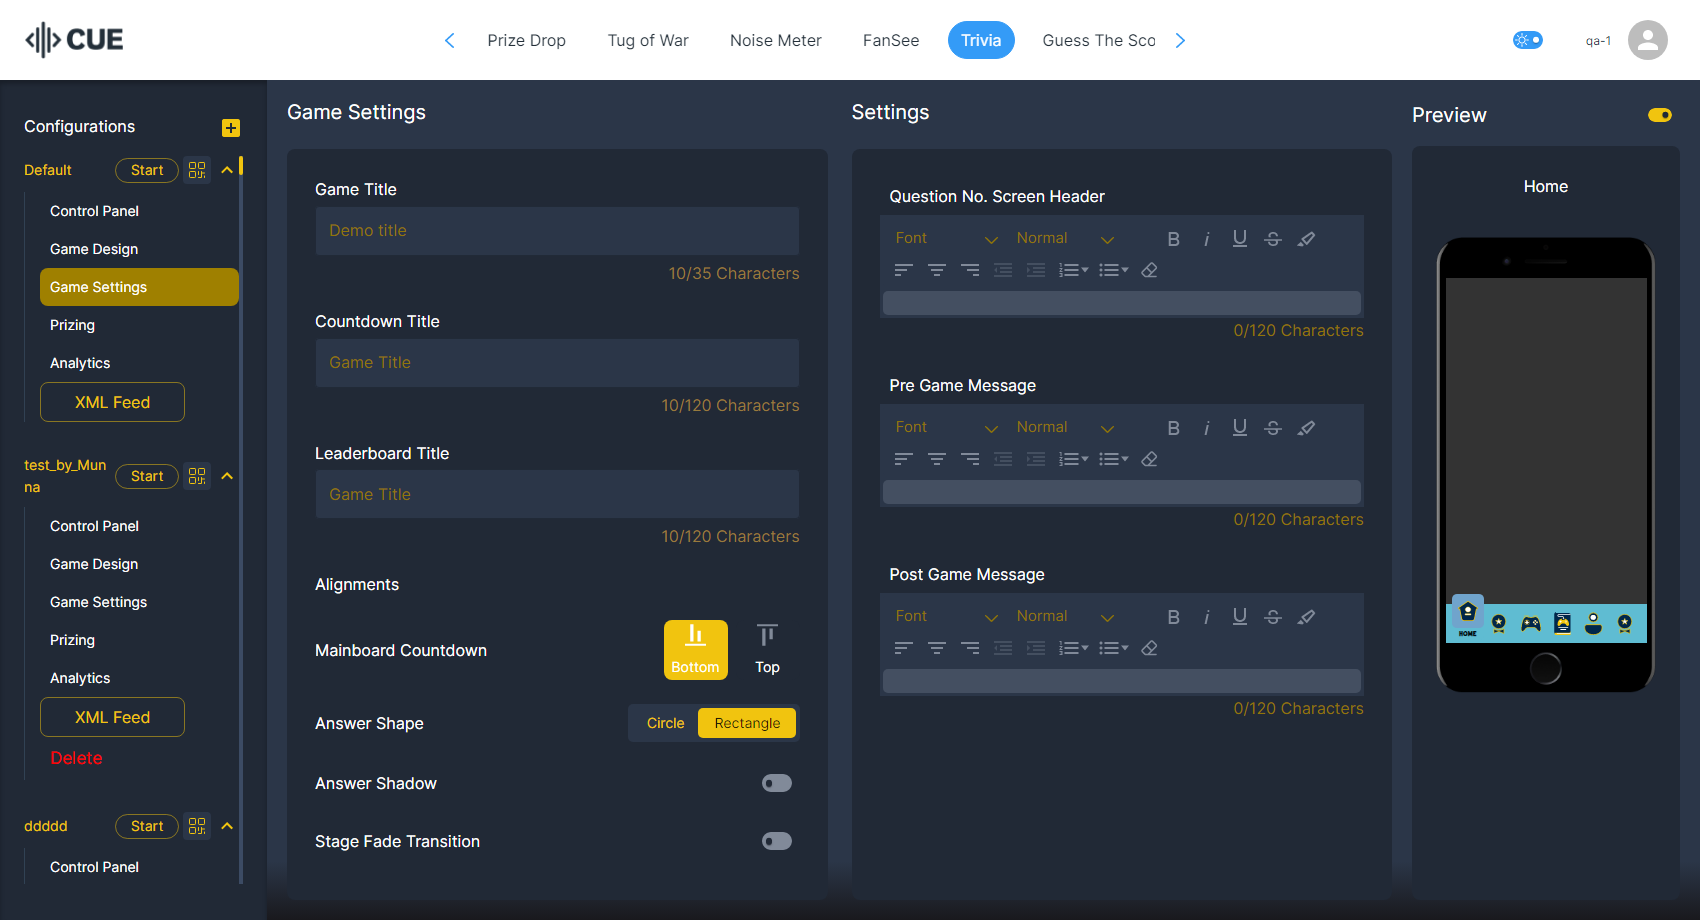 CUE
Prize Drop
Tug of War
Noise Meter
FanSee
Trivia
Guess The Sco
qa-1
Configurations
Default
Start
Control Panel
Game Design
Game Settings
Prizing
Analytics
XML Feed
test_by_Mun
na
Start
Control Panel
Game Design
Game Settings
Prizing
Analytics
XML Feed
Delete
ddddd
Start
Control Panel
Game Settings
Game Title
Demo title
10/35 Characters
Countdown Title
Game Title
10/120 Characters
Leaderboard Title
Game Title
10/120 Characters
Alignments
Mainboard Countdown
Bottom
Top
Answer Shape
Circle
Rectangle
Answer Shadow
Stage Fade Transition
Settings
Question No. Screen Header
Font
Normal
0/120 Characters
Pre Game Message
Font
Normal
0/120 Characters
Post Game Message
Font
Normal
0/120 Characters
Preview
Home
HOME